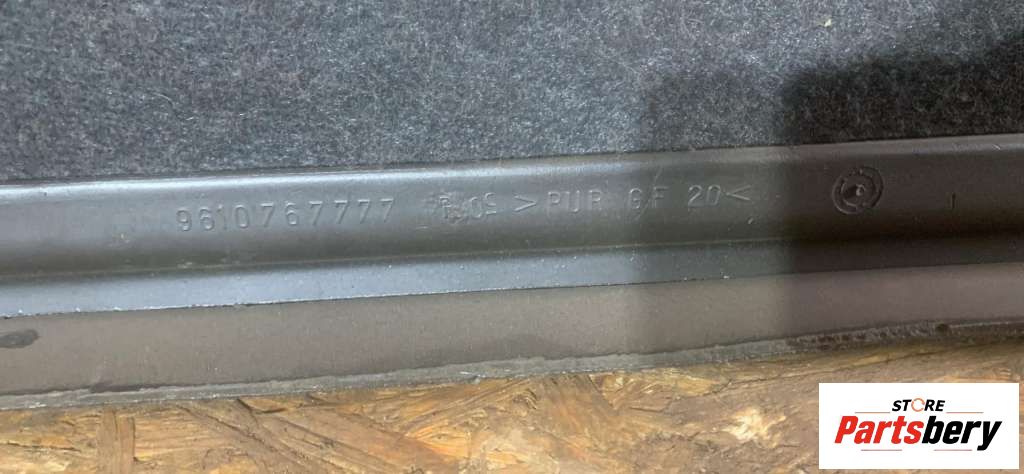 9610767777 >PUR GF 20<
STORE
Partsbery